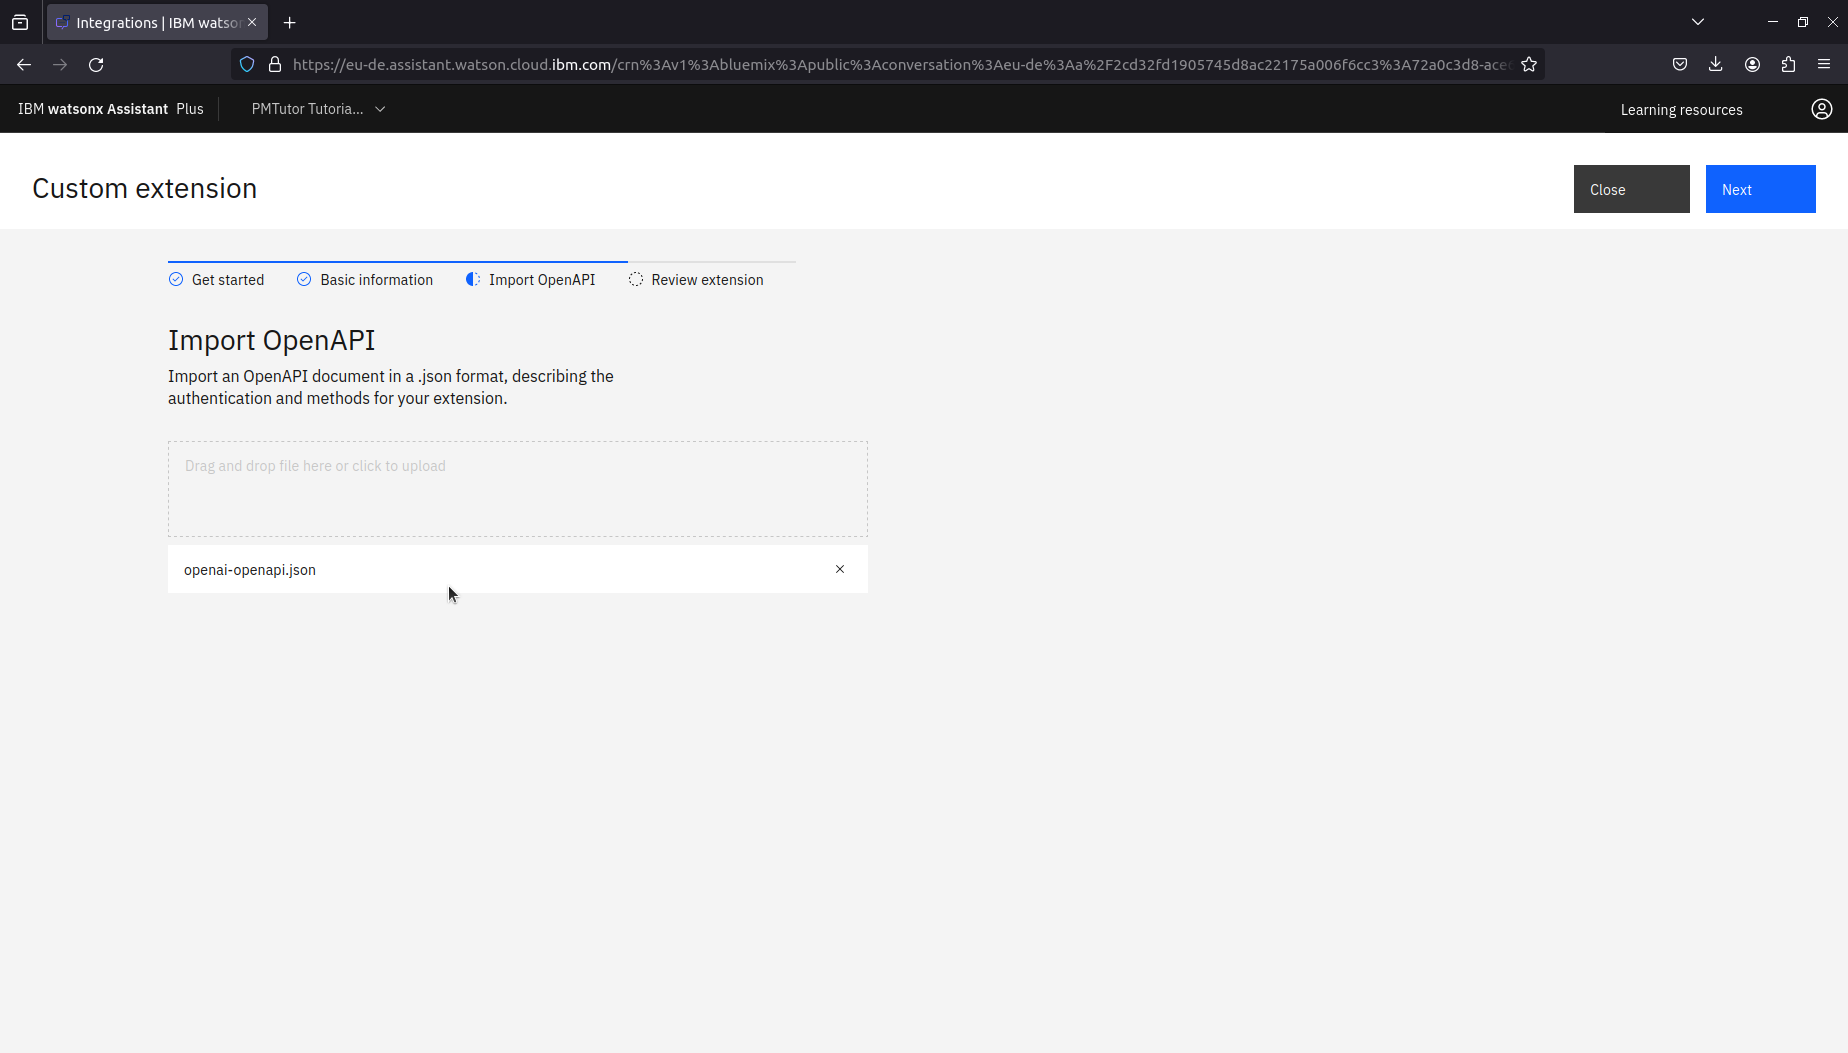 Integrations | IBM watso
https://eu-de.assistant.watson.cloud.ibm.com/crn%3Av1%3Abluemix%3Apublic%3Aconversation%3Aeu-de%3Aa%2F2cd32fd1905745d8ac22175a006f6cc3%3A72a0c3d8-ace
IBM watsonx Assistant Plus
PMTutor Tutoria...
Learning resources
Custom extension
Close
Next
Get started
Basic information
Import OpenAPI
Review extension
Import OpenAPI
Import an OpenAPI document in a .json format, describing the
authentication and methods for your extension.
Drag and drop file here or click to upload
openai-openapi.json